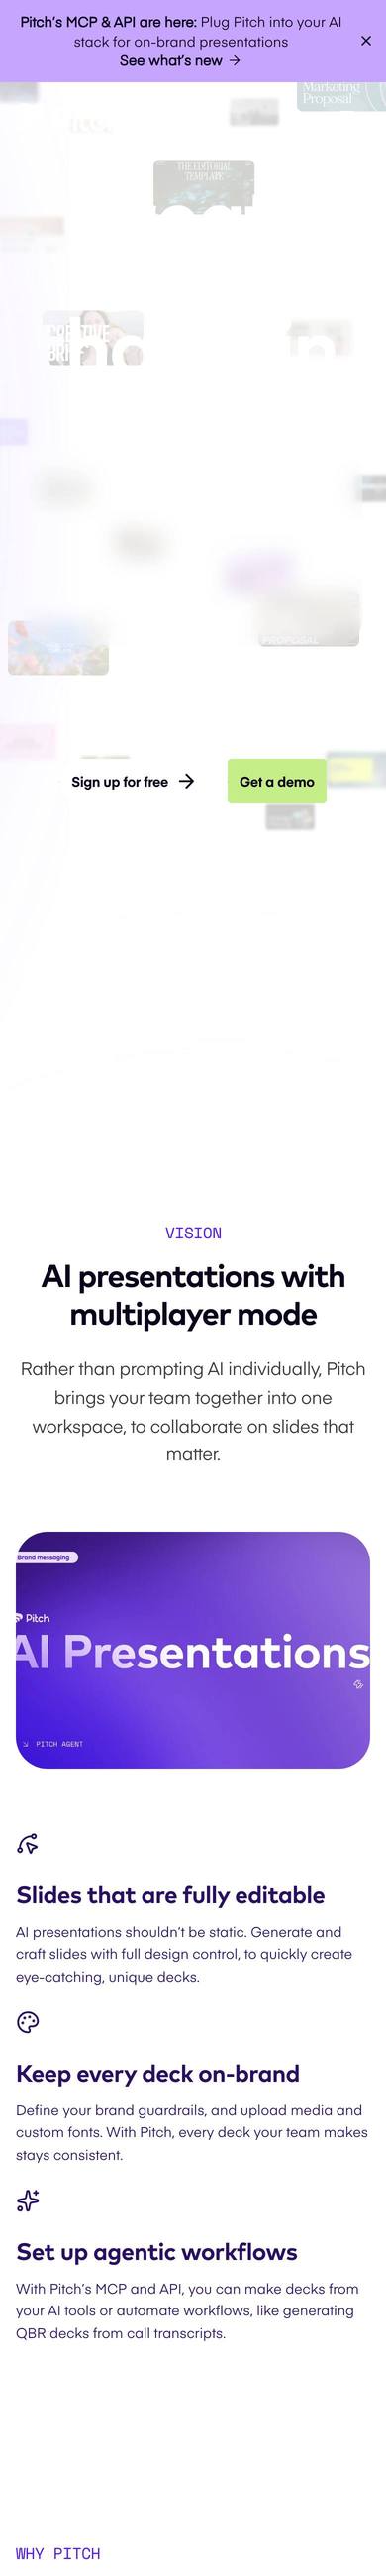 Pitch's MCP & API are here: Plug Pitch into your AI
stack for on-brand presentations
See what's new →
Marketing
Proposal
THE EDITORIAL
TEMPLATE
CREATIVE
BRIEF
PROPOSAL
Sign up for free →
Get a demo
VISION
AI presentations with
multiplayer mode
Rather than prompting AI individually, Pitch
brings your team together into one
workspace, to collaborate on slides that
matter.
Brand messaging
Pitch
AI Presentations
PITCH AGENT
Slides that are fully editable
AI presentations shouldn't be static. Generate and
craft slides with full design control, to quickly create
eye-catching, unique decks.
Keep every deck on-brand
Define your brand guardrails, and upload media and
custom fonts. With Pitch, every deck your team makes
stays consistent.
Set up agentic workflows
With Pitch's MCP and API, you can make decks from
your AI tools or automate workflows, like generating
QBR decks from call transcripts.
WHY PITCH